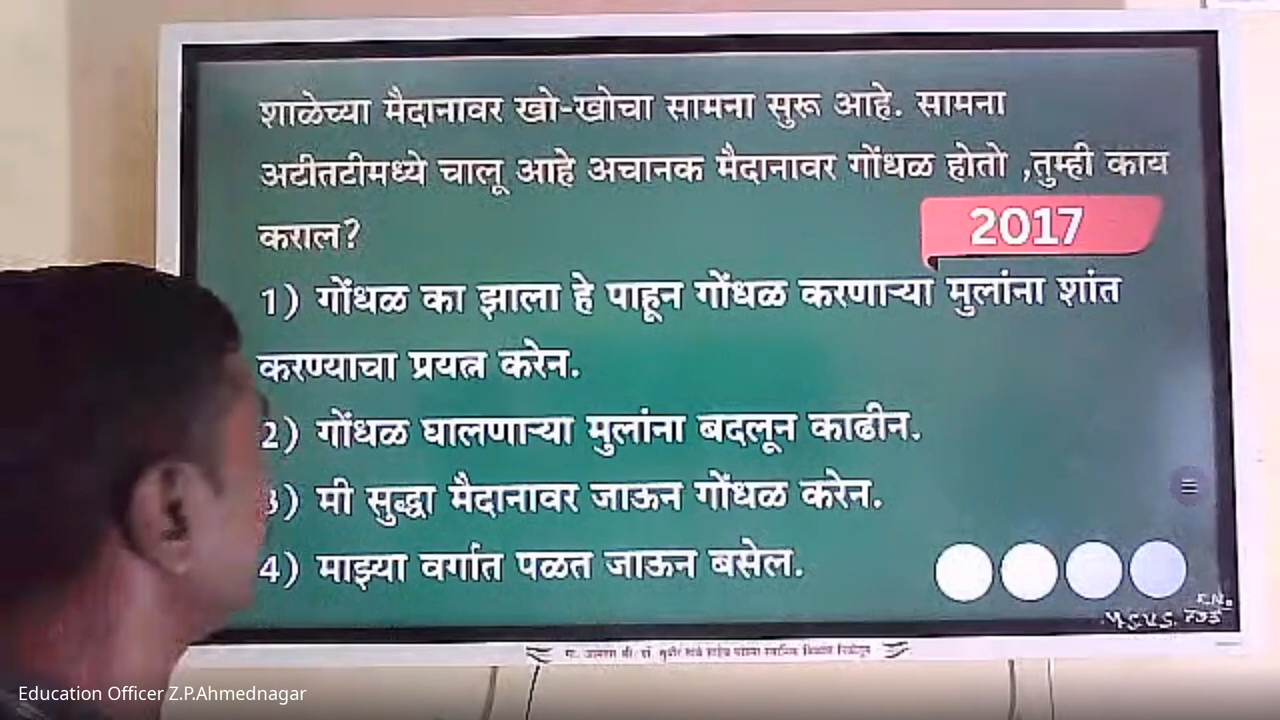 शाळेच्या मैदानावर खो-खोचा सामना सुरू आहे. सामना
अटीतटीमध्ये चालू आहे अचानक मैदानावर गोंधळ होतो ,तुम्ही काय
कराल?
2017
1) गोंधळ का झाला हे पाहून गोंधळ करणाऱ्या मुलांना शांत
करण्याचा प्रयत्न करेन.
2) गोंधळ घालणाऱ्या मुलांना बदलून काढीन.
3) मी सुद्धा मैदानावर जाऊन गोंधळ करेन.
4) माझ्या वर्गात पळत जाऊन बसेल.
Education Officer Z.P.Ahmednagar